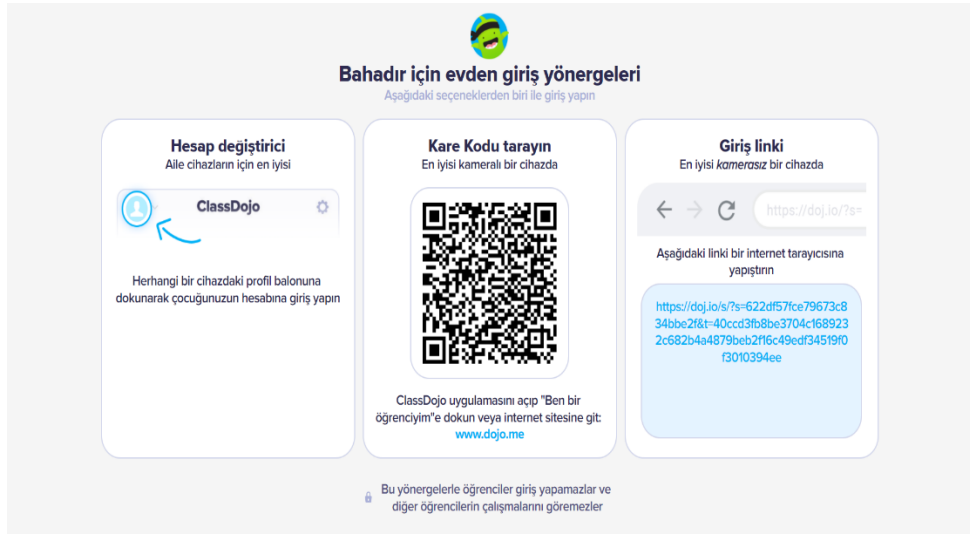 Bahadır için evden giriş yönergeleri
Aşağıdaki seçeneklerden biri ile giriş yapın
Hesap değiştirici
Aile cihazların için en iyisi
ClassDojo
Herhangi bir cihazdaki profil balonuna
dokunarak çocuğunuzun hesabına giriş yapın
Kare Kodu tarayın
En iyisi kameralı bir cihazda
ClassDojo uygulamasını açıp "Ben bir
öğrenciyim"e dokun veya internet sitesine git:
www.dojo.me
Giriş linki
En iyisi kamerasız bir cihazda
https://doj.io/?s=
Aşağıdaki linki bir internet tarayıcısına
yapıştırın
https://doj.io/s/?s=622df57fce79673c8
34bbe2f&t=40ccd3fb8be3704c168923
2c682b4a4879beb2f16c49edf34519f0
f3010394ee
Bu yönergelerle öğrenciler giriş yapamazlar ve
diğer öğrencilerin çalışmalarını göremezler